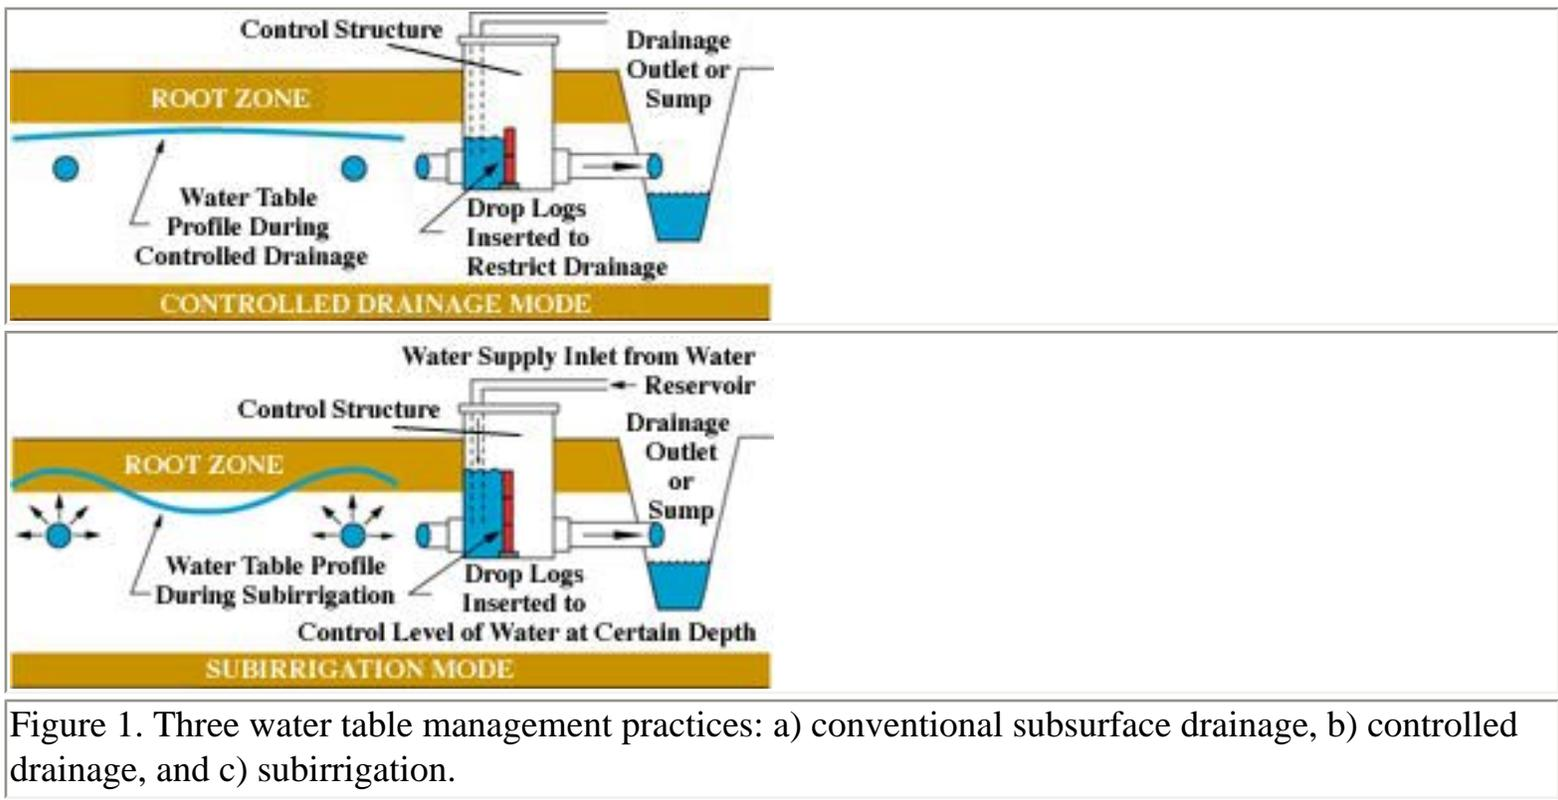 Control Structure
Drainage
Outlet or
Sump
ROOT ZONE
Water Table
Profile During
Controlled Drainage
Drop Logs
Inserted to
Restrict Drainage
CONTROLLED DRAINAGE MODE
Water Supply Inlet from Water
Reservoir
Control Structure
Drainage
Outlet
or
Sump
ROOT ZONE
Water Table Profile
During Subirrigation
Drop Logs
Inserted to
Control Level of Water at Certain Depth
SUBIRRIGATION MODE
Figure 1. Three water table management practices: a) conventional subsurface drainage, b) controlled
drainage, and c) subirrigation.